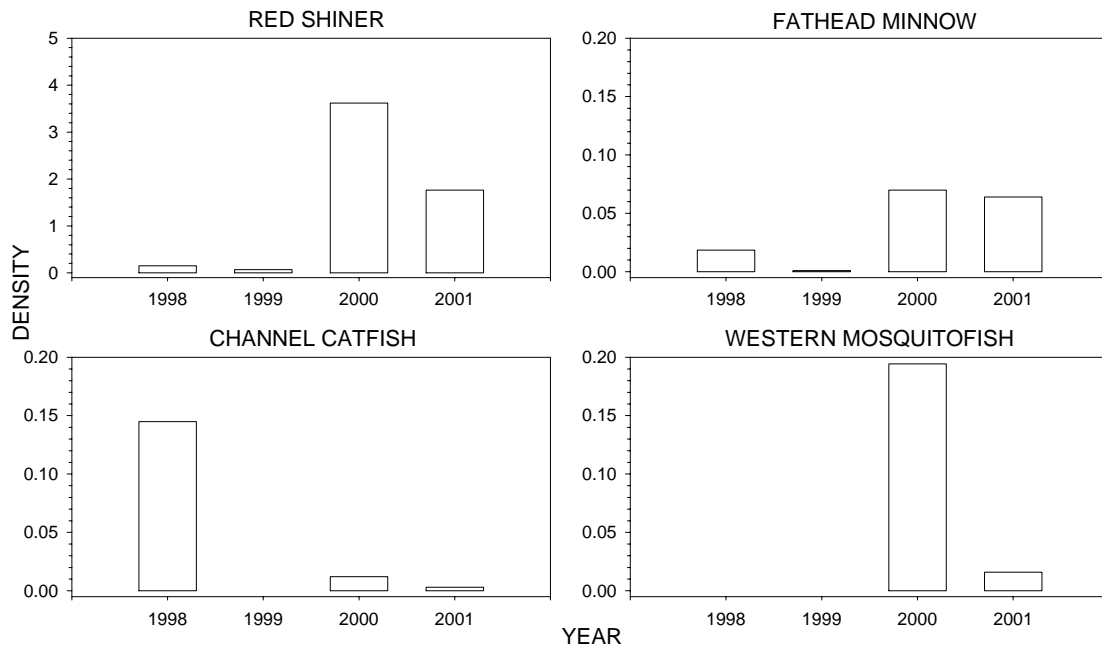 RED SHINER
5
4
3
2
1
0
1998 1999 2000 2001
FATHEAD MINNOW
0.20
0.15
0.10
0.05
0.00
1998 1999 2000 2001
DENSITY
CHANNEL CATFISH
0.20
0.15
0.10
0.05
0.00
1998 1999 2000 2001
WESTERN MOSQUITOFISH
0.20
0.15
0.10
0.05
0.00
1998 1999 2000 2001
YEAR